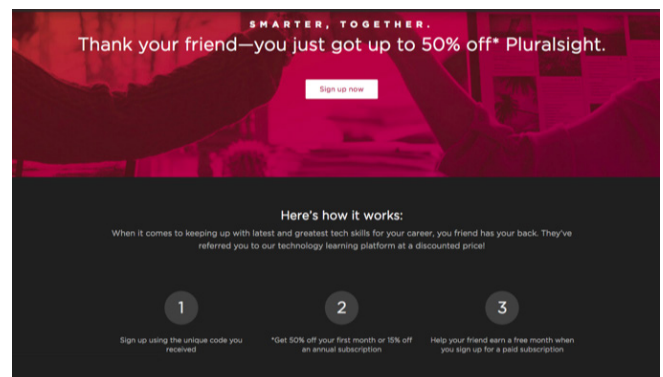 SMARTER, TOGETHER.
Thank your friend—you just got up to 50% off* Pluralsight.
Sign up now
Here's how it works:
When it comes to keeping up with latest and greatest tech skills for your career, you friend has your back. They've
referred you to our technology learning platform at a discounted price!
1
Sign up using the unique code you
received
2
*Get 50% off your first month or 15% off
an annual subscription
3
Help your friend earn a free month when
you sign up for a paid subscription